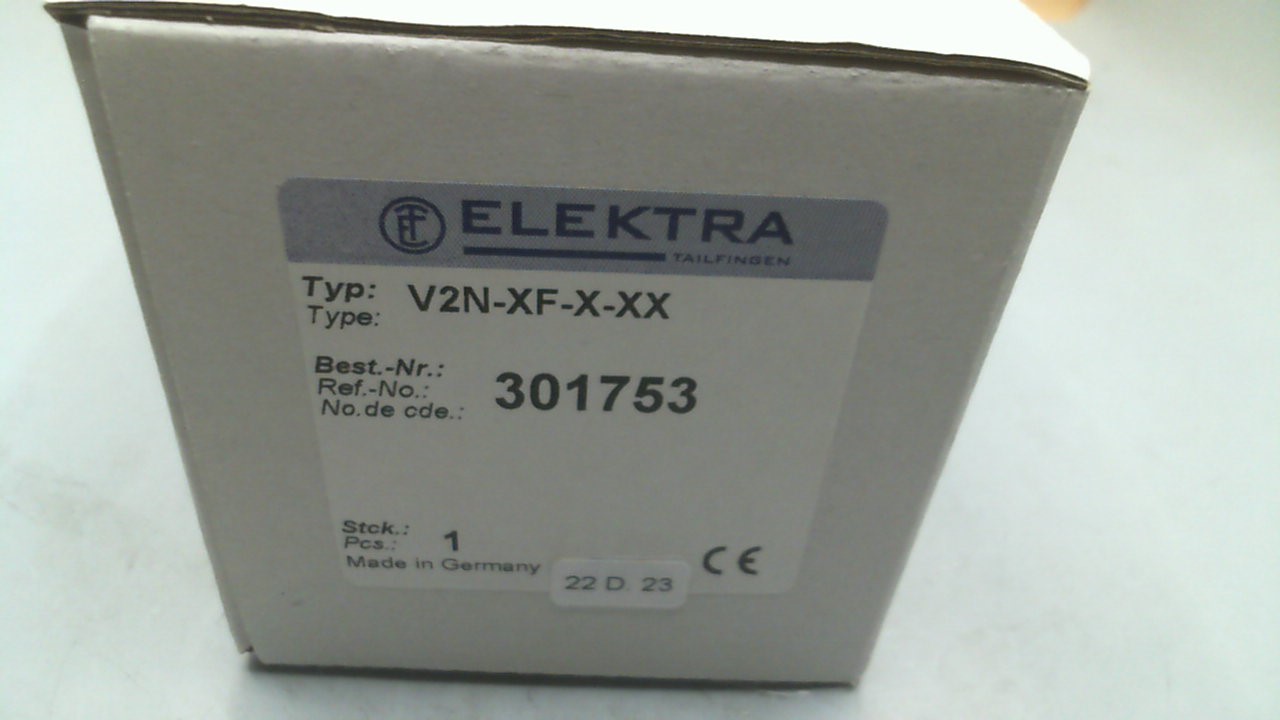 ELEKTRA
TAILFINGEN
Typ: V2N-XF-X-XX
Type:
Best.-Nr.:
Ref.-No.: 301753
No.de cde.:
Stck.:
Pcs.: 1
Made in Germany
CE
22 D. 23